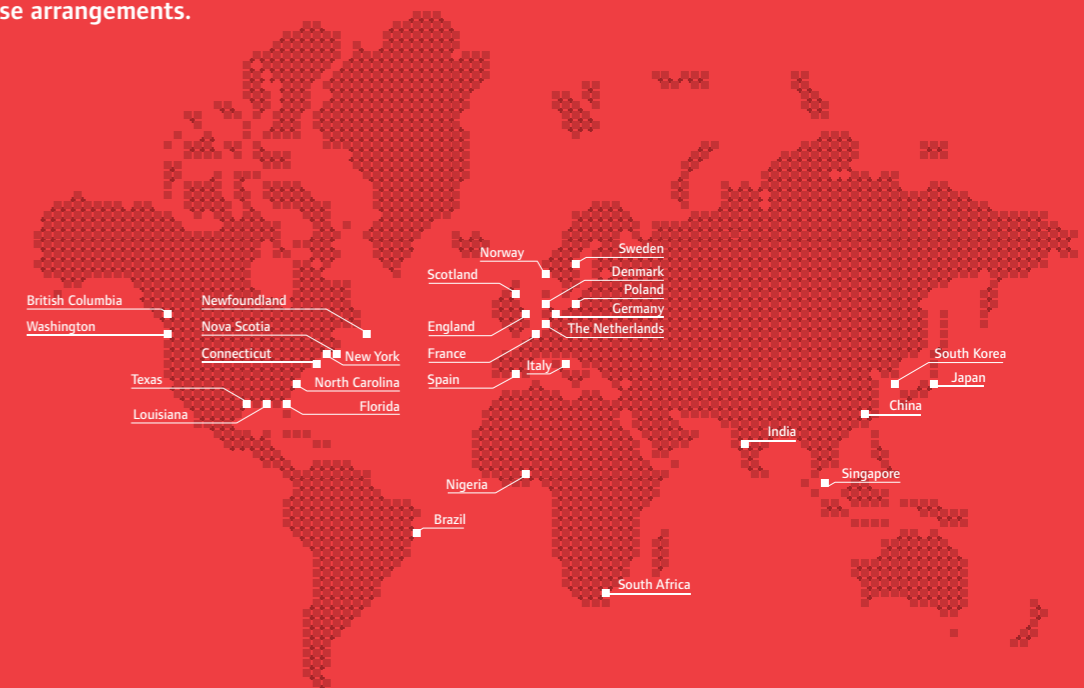 se arrangements.
Sweden
Norway
Denmark
Scotland
Poland
British Columbia
Newfoundland
Germany
Washington
Nova Scotia
England
The Netherlands
Connecticut
New York
France
South Korea
Italy
Texas
North Carolina
Spain
Japan
Louisiana
Florida
China
India
Nigeria
Singapore
Brazil
South Africa